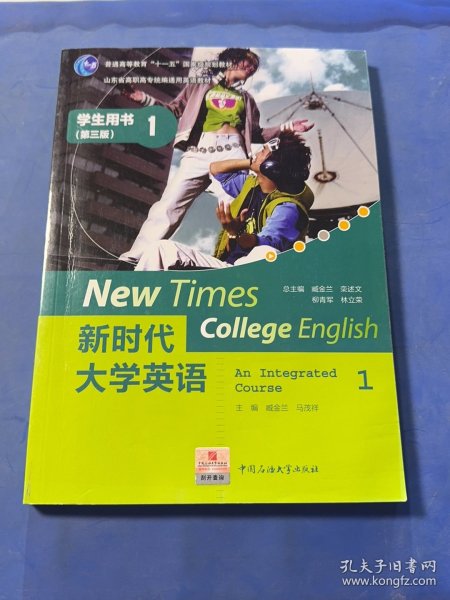 普通高等教育“十一五”国家级规划教材
山东省高职高专统编通用英语教材
学生用书 1
(第三版)
总主编 臧金兰 栾述文
柳青军 林立荣
New Times
College English
新时代
大学英语
An Integrated
Course 1
主 编 臧金兰 马茂祥
刮开查询
中国石油大学出版社
孔夫子旧书网
www.kongfz.com